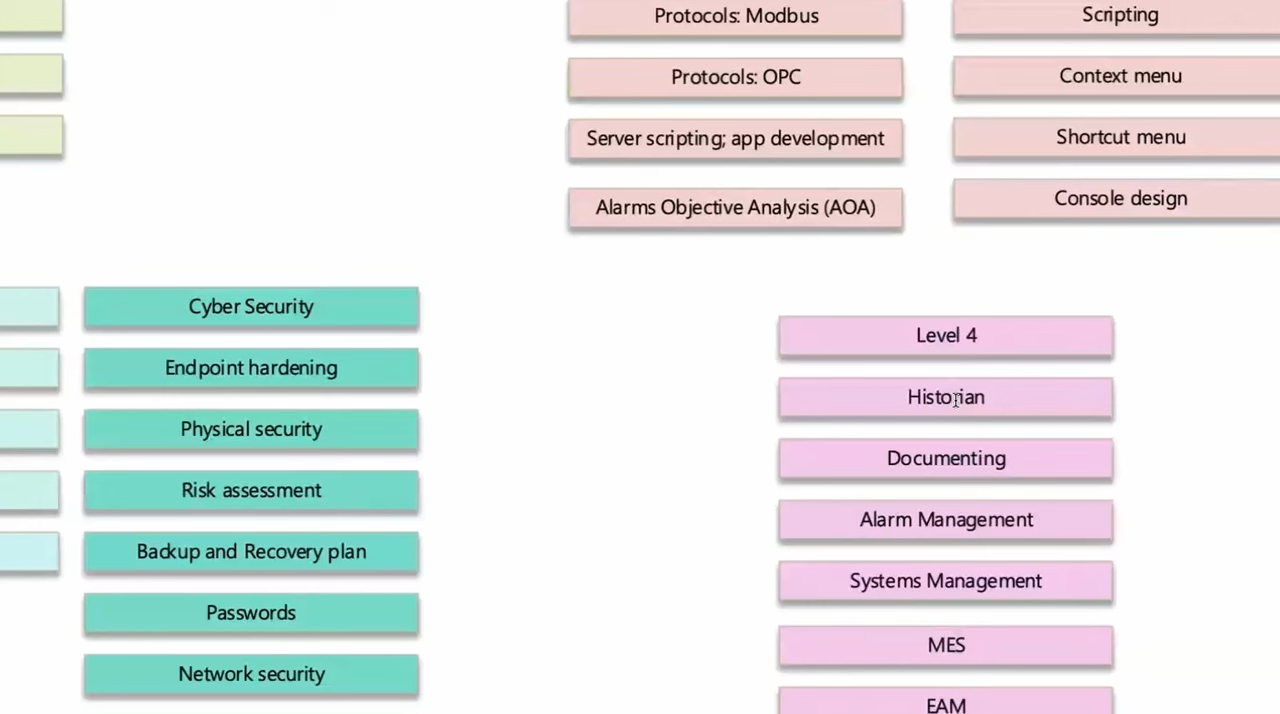 Protocols: Modbus
Protocols: OPC
Server scripting; app development
Alarms Objective Analysis (AOA)
Scripting
Context menu
Shortcut menu
Console design
Cyber Security
Endpoint hardening
Physical security
Risk assessment
Backup and Recovery plan
Passwords
Network security
Level 4
Historian
Documenting
Alarm Management
Systems Management
MES
EAM